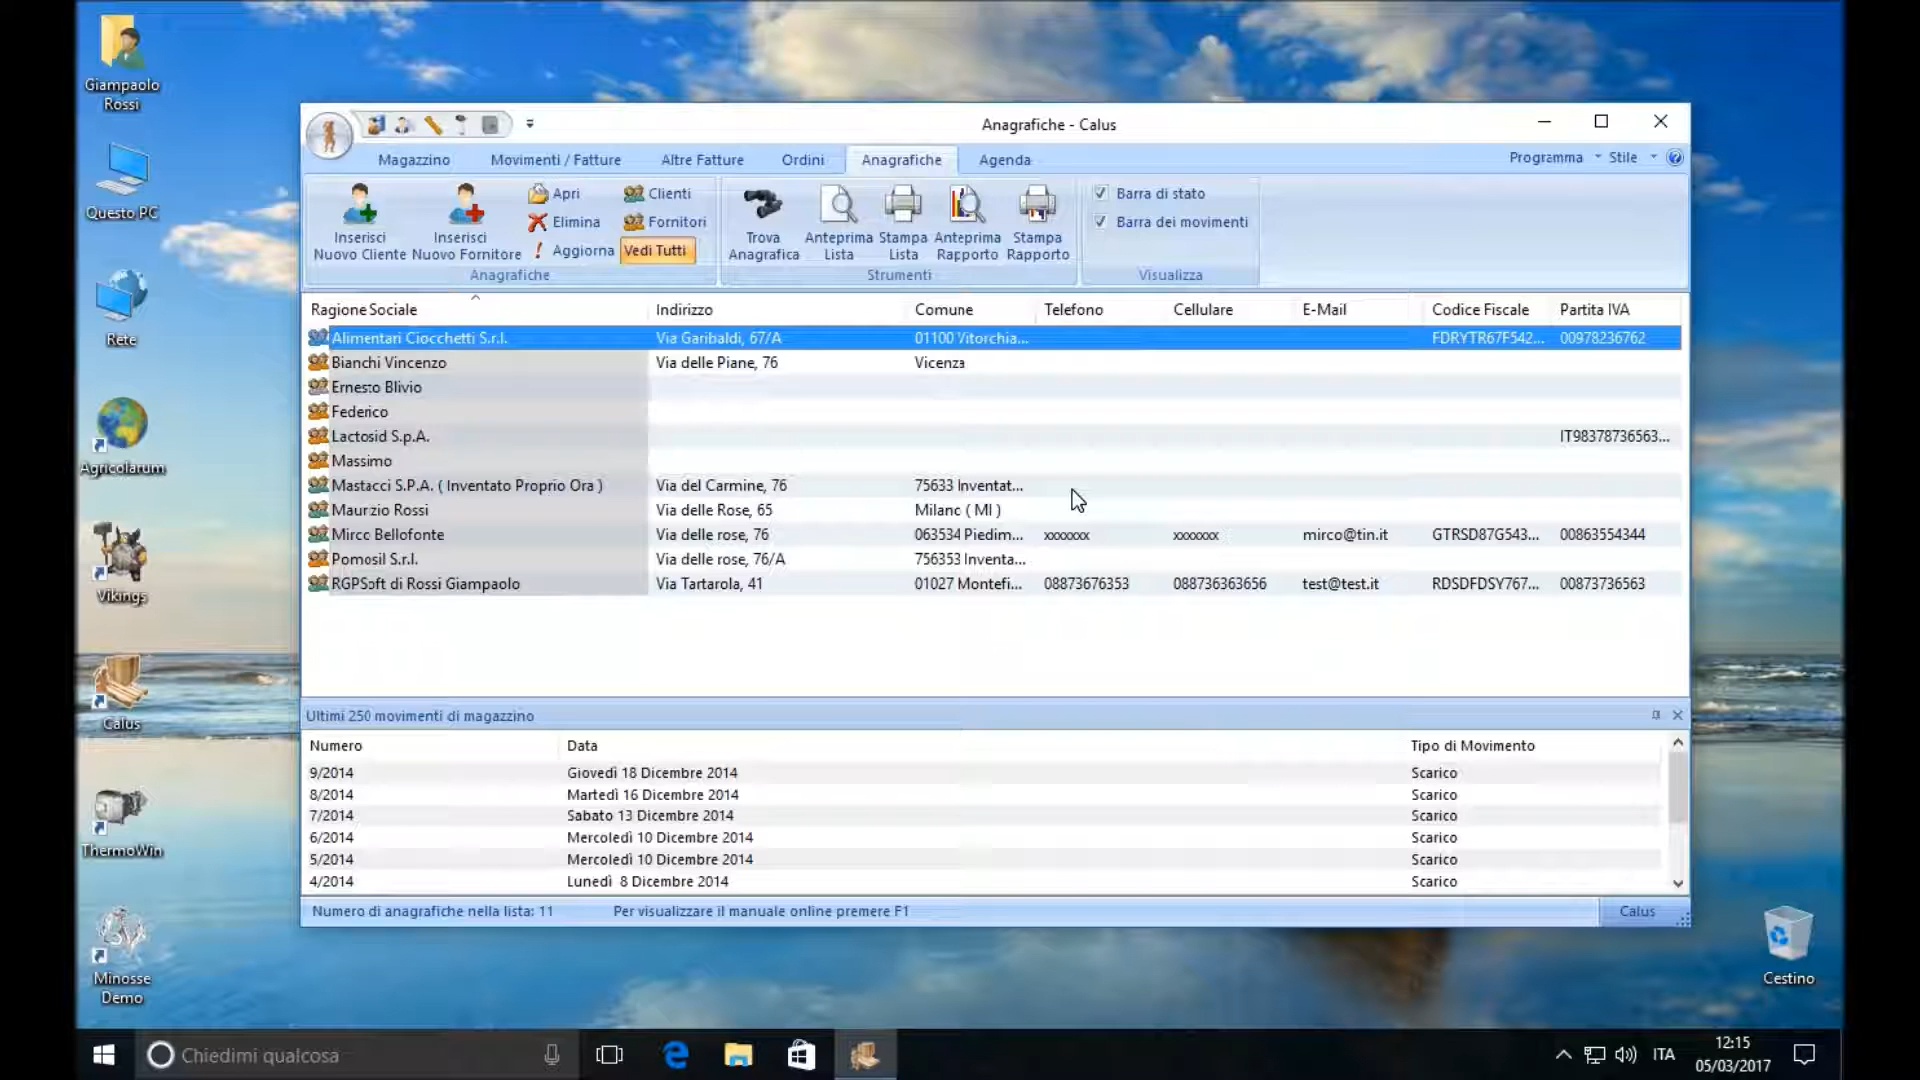 Giampaolo
Rossi
Questo PC
Rete
Agricolarum
Vikings
Calus
ThermoWin
Minosse
Demo
Anagrafiche - Calus
Magazzino Movimenti / Fatture Altre Fatture Ordini Anagrafiche Agenda Programma Stile
Inserisci
Nuovo Cliente
Inserisci
Nuovo Fornitore
Apri
Elimina
Aggiorna
Clienti
Fornitori
Vedi Tutti
Anagrafiche
Trova
Anagrafica
Anteprima
Lista
Stampa
Lista
Anteprima
Rapporto
Stampa
Rapporto
Strumenti
Barra di stato
Barra dei movimenti
Visualizza
Ragione Sociale Indirizzo Comune Telefono Cellulare E-Mail Codice Fiscale Partita IVA
Alimentari Ciocchetti S.r.l. Via Garibaldi, 67/A 01100 Vitorchia... FDRYTR67F542... 00978236762
Bianchi Vincenzo Via delle Piane, 76 Vicenza
Ernesto Blivio
Federico
Lactosid S.p.A. IT98378736563...
Massimo
Mastacci S.P.A. ( Inventato Proprio Ora ) Via del Carmine, 76 75633 Inventat...
Maurizio Rossi Via delle Rose, 65 Milano ( MI )
Mirco Bellofonte Via delle rose, 76 063534 Piedim... xxxxxxx xxxxxxx mirco@tin.it GTRSD87G543... 00863554344
Pomosil S.r.l. Via delle rose, 76/A 756353 Inventa...
RGPSoft di Rossi Giampaolo Via Tartarola, 41 01027 Montefi... 08873676353 088736363656 test@test.it RDSDFDSY767... 00873736563
Ultimi 250 movimenti di magazzino
Numero Data Tipo di Movimento
9/2014 Giovedì 18 Dicembre 2014 Scarico
8/2014 Martedì 16 Dicembre 2014 Scarico
7/2014 Sabato 13 Dicembre 2014 Scarico
6/2014 Mercoledì 10 Dicembre 2014 Scarico
5/2014 Mercoledì 10 Dicembre 2014 Scarico
4/2014 Lunedì 8 Dicembre 2014 Scarico
Numero di anagrafiche nella lista: 11 Per visualizzare il manuale online premere F1 Calus
Cestino
Chiedimi qualcosa
ITA
12:15
05/03/2017